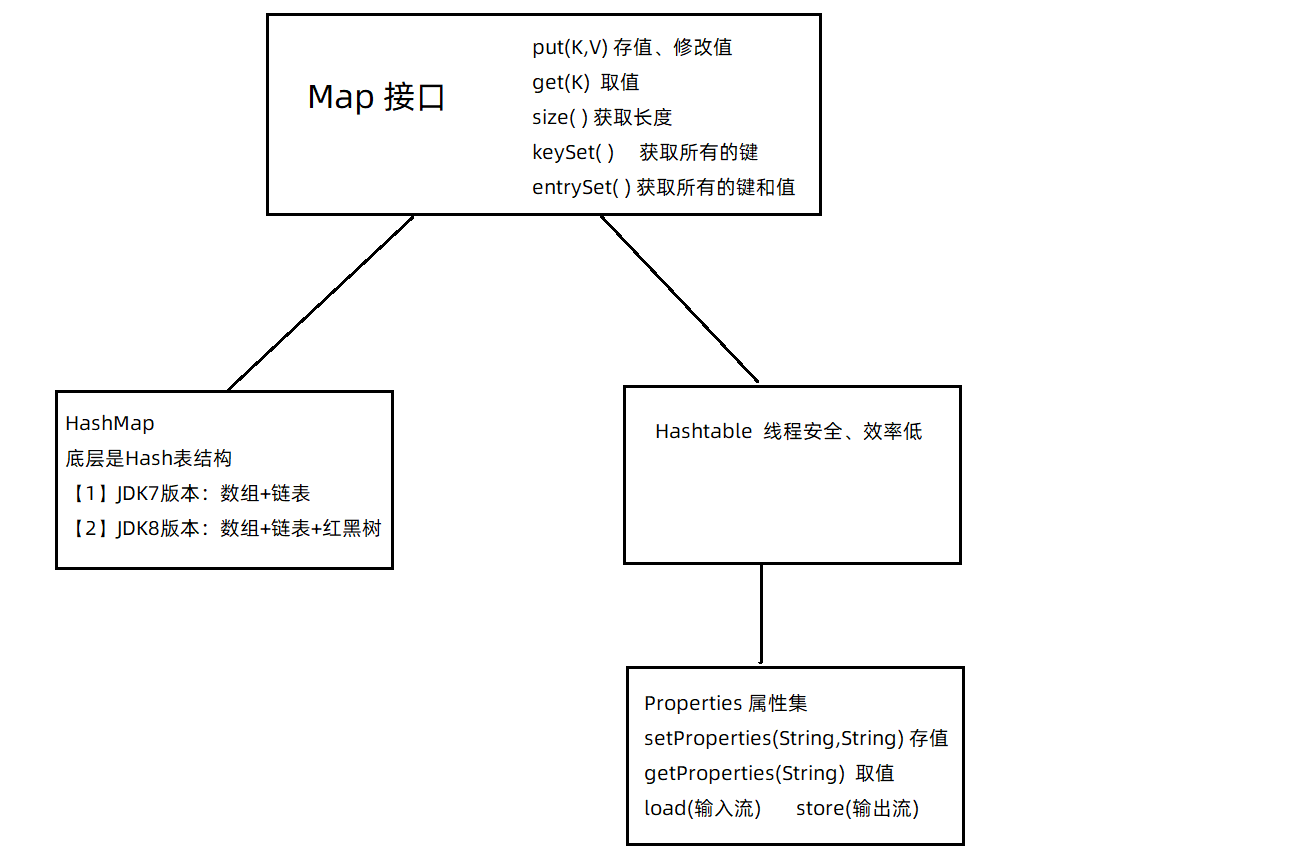 Map 接口
put(K,V) 存值、修改值
get(K) 取值
size( ) 获取长度
keySet( ) 获取所有的键
entrySet( ) 获取所有的键和值
HashMap
底层是Hash表结构
【1】JDK7版本：数组+链表
【2】JDK8版本：数组+链表+红黑树
Hashtable 线程安全、效率低
Properties 属性集
setProperties(String,String) 存值
getProperties(String) 取值
load(输入流) store(输出流)